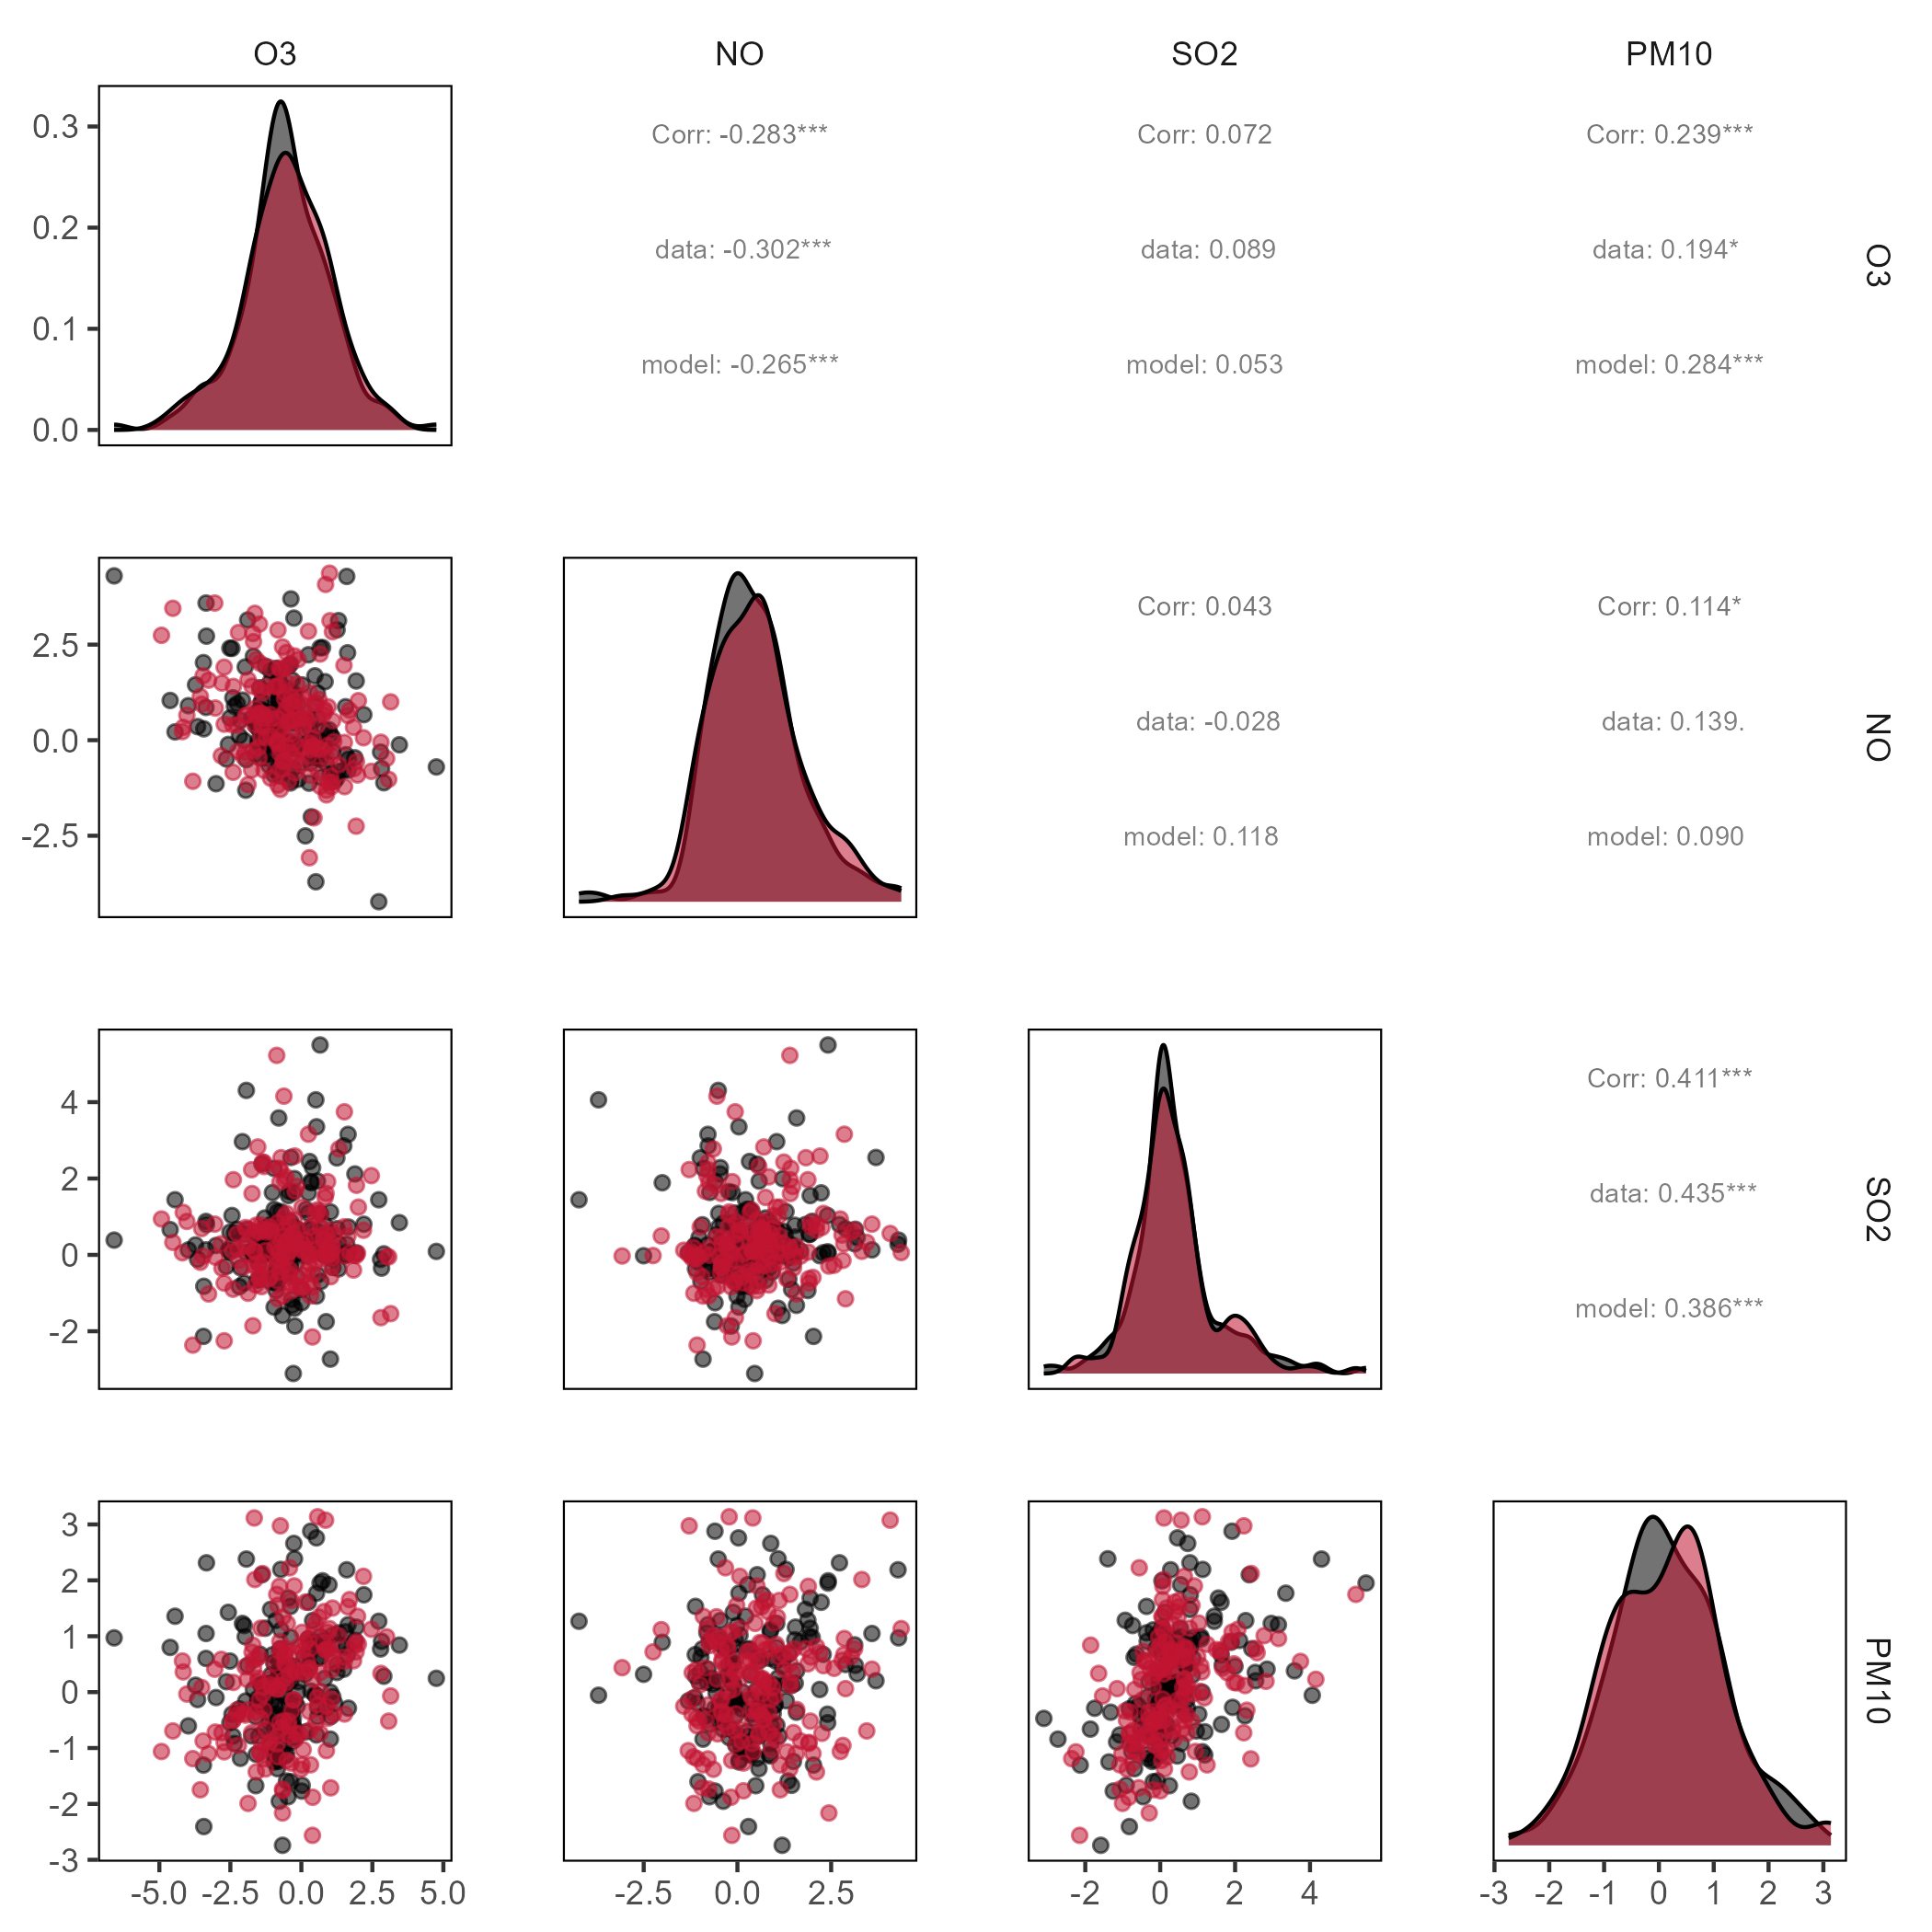 O3 NO SO2 PM10
0.3
0.2
0.1
0.0
Corr: -0.283***
data: -0.302***
model: -0.265***
Corr: 0.072
data: 0.089
model: 0.053
Corr: 0.239***
data: 0.194*
model: 0.284***
O3
2.5
0.0
-2.5
Corr: 0.043
data: -0.028
model: 0.118
Corr: 0.114*
data: 0.139.
model: 0.090
NO
4
2
0
-2
Corr: 0.411***
data: 0.435***
model: 0.386***
SO2
3
2
1
0
-1
-2
-3
PM10
-5.0 -2.5 0.0 2.5 5.0
-2.5 0.0 2.5
-2 0 2 4
-3 -2 -1 0 1 2 3